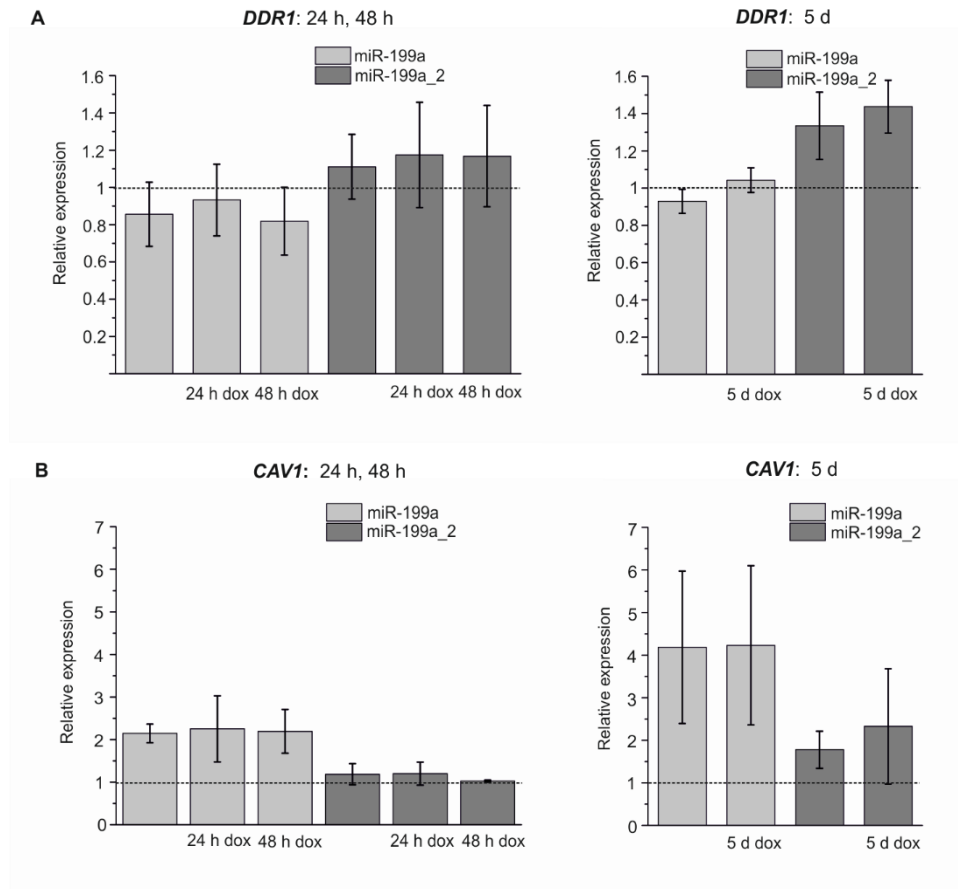 A
DDR1: 24 h, 48 h
miR-199a
miR-199a_2
Relative expression
1.6
1.4
1.2
1
0.8
0.6
0.4
0.2
24 h dox 48 h dox 24 h dox 48 h dox
DDR1: 5 d
miR-199a
miR-199a_2
Relative expression
1.6
1.4
1.2
1
0.8
0.6
0.4
0.2
5 d dox 5 d dox
B
CAV1: 24 h, 48 h
miR-199a
miR-199a_2
Relative expression
7
6
5
4
3
2
1
0
24 h dox 48 h dox 24 h dox 48 h dox
CAV1: 5 d
miR-199a
miR-199a_2
Relative expression
7
6
5
4
3
2
1
0
5 d dox 5 d dox